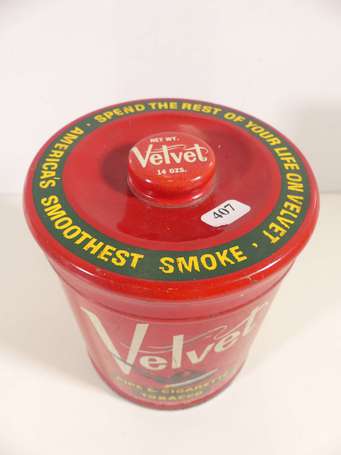 AMERICA'S SMOOTHEST SMOKE · SPEND THE REST OF YOUR LIFE ON VELVET ·
NET WT.
Velvet
14 OZS.
407
Velvet
PIPE & CIGARETTE
TOBACCO